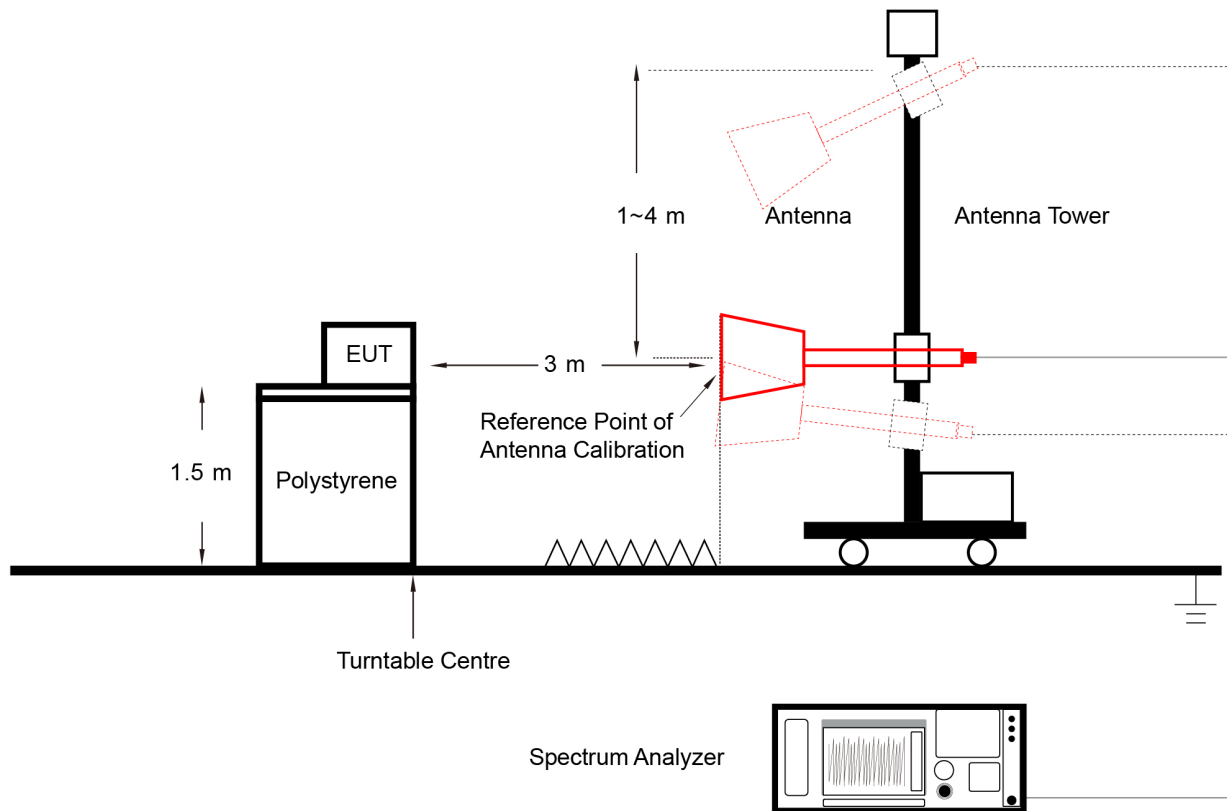 1~4 m
Antenna
Antenna Tower
EUT
3 m
Reference Point of
Antenna Calibration
1.5 m
Polystyrene
Turntable Centre
Spectrum Analyzer